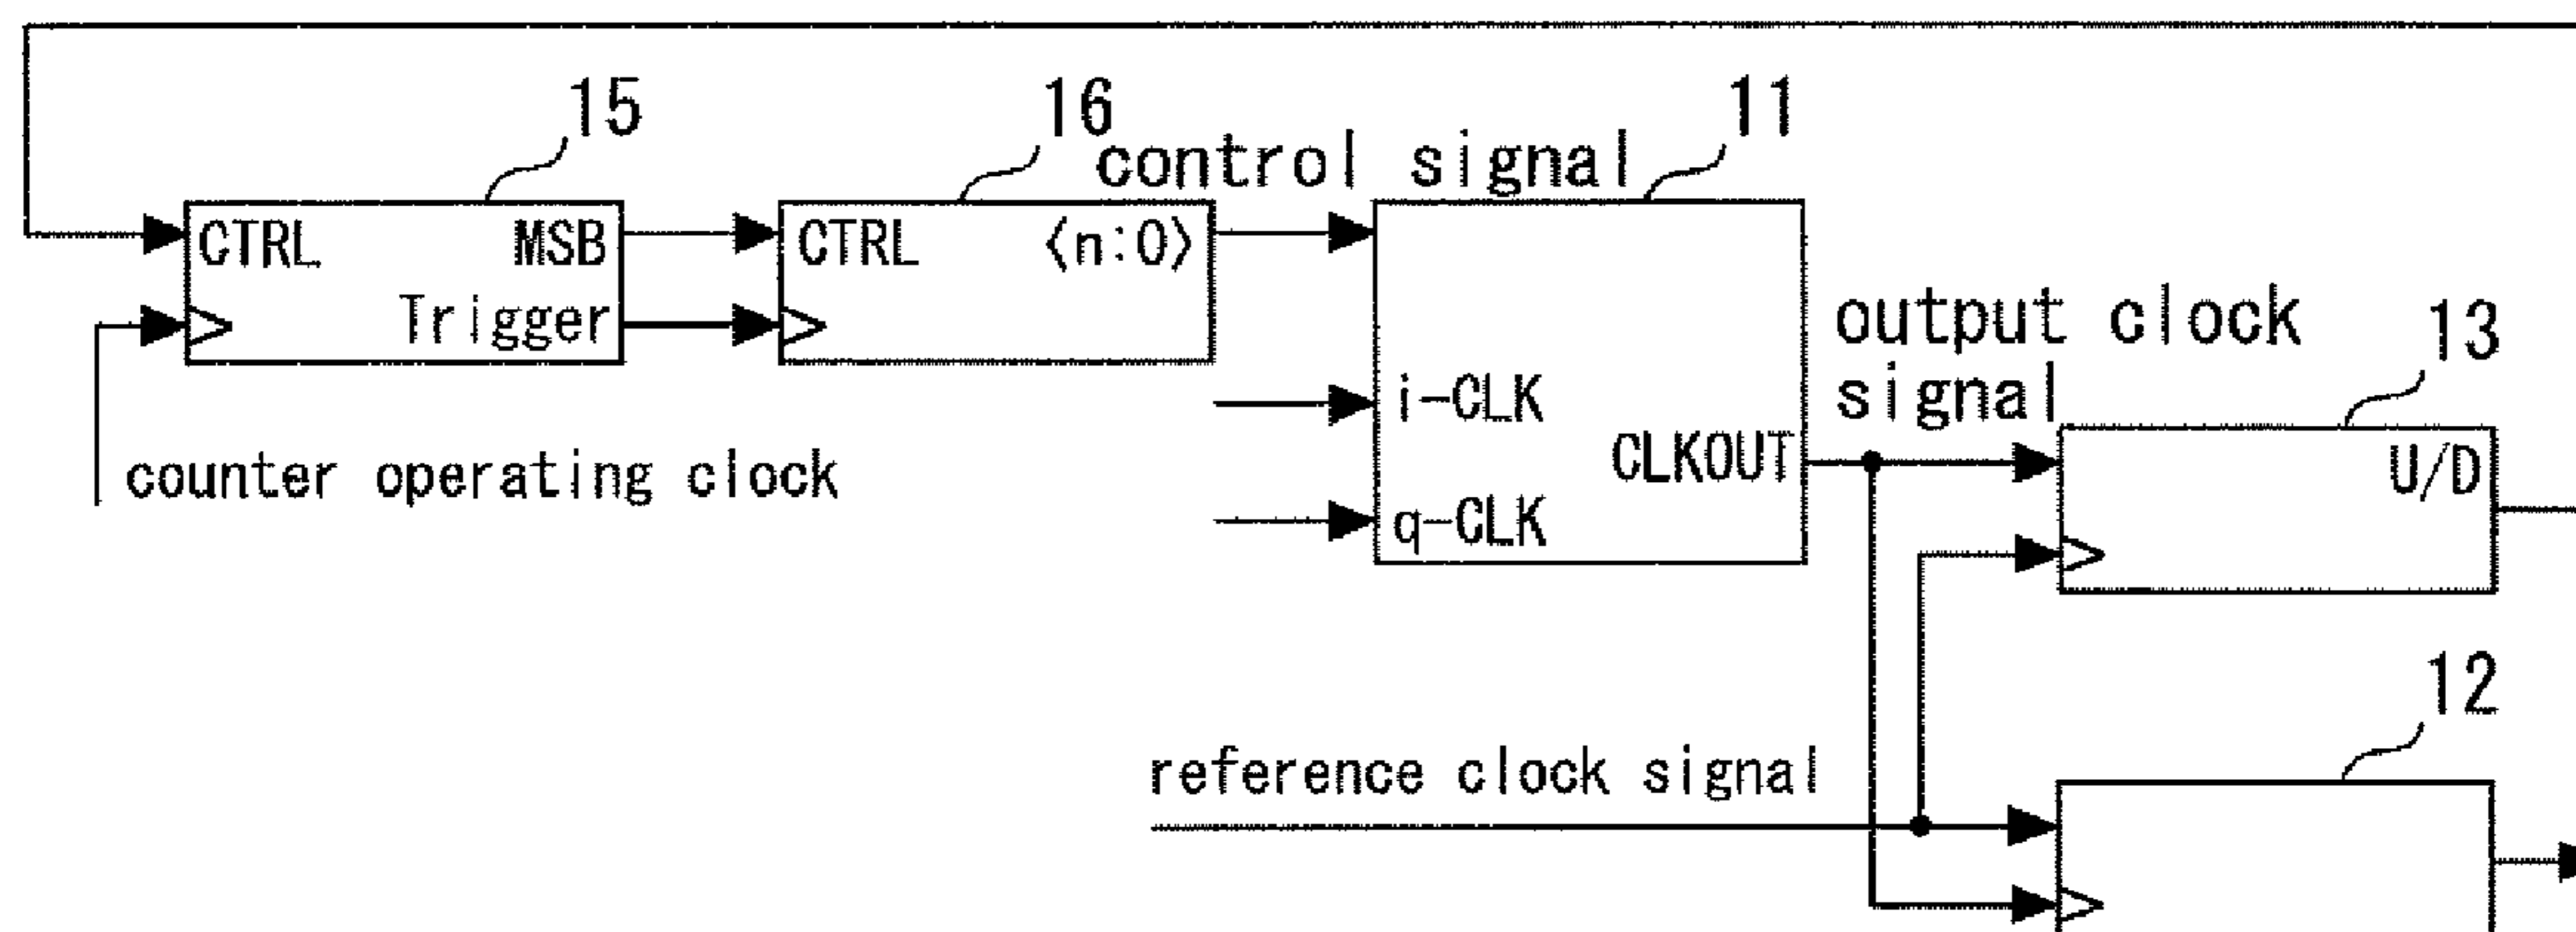 15
16
11
control signal
CTRL MSB
Trigger
CTRL ⟨n:0⟩
output clock
signal
13
i-CLK
CLKOUT
q-CLK
U/D
counter operating clock
12
reference clock signal